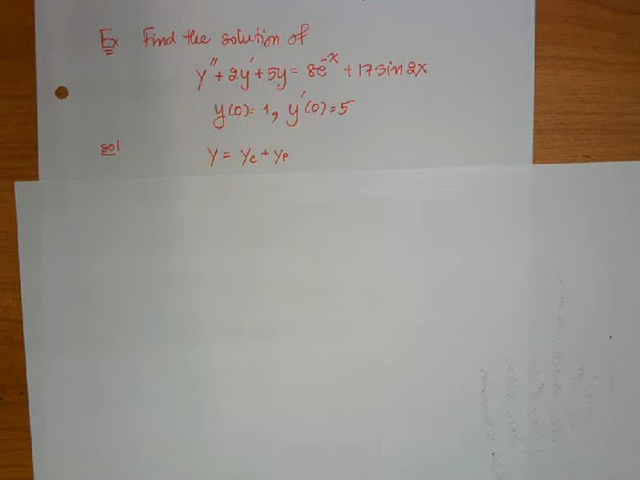 Ex Find the solution of
y'' + 2y' + 5y = 8e^-x + 17 sin 2x
y(0) = 1, y'(0) = 5
sol y = yc + yp